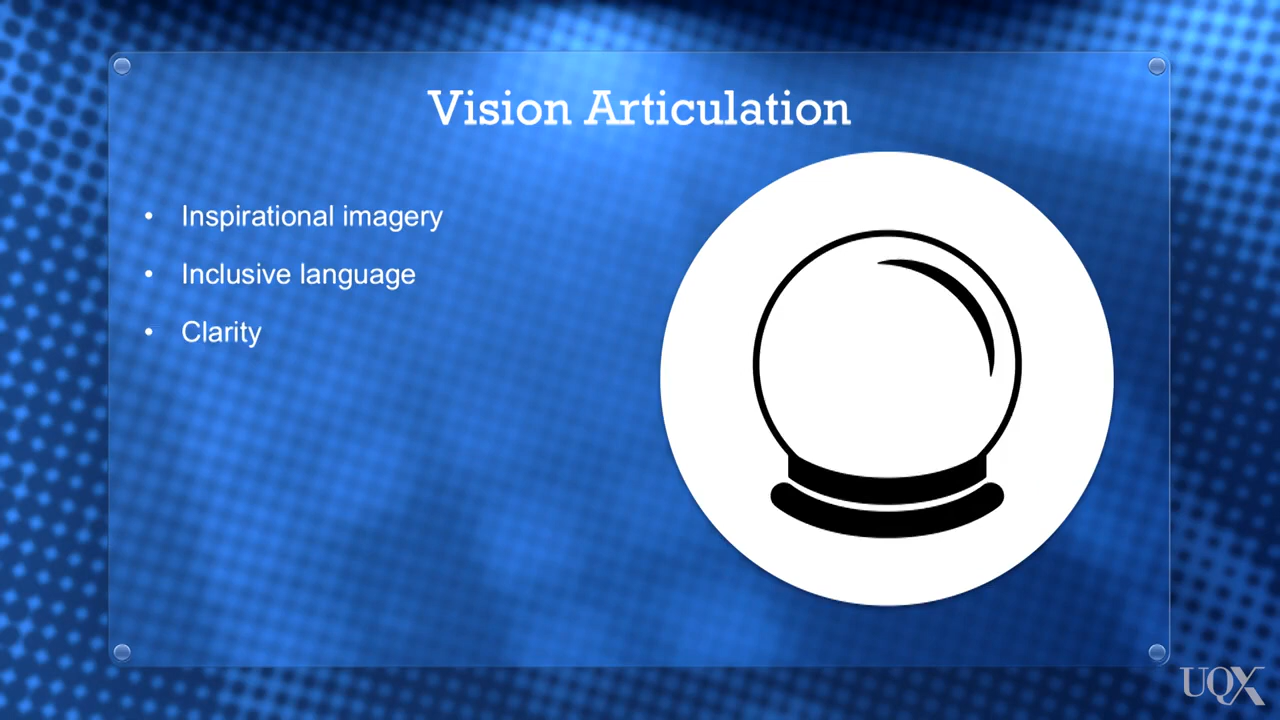 Vision Articulation
• Inspirational imagery
• Inclusive language
• Clarity
UQX